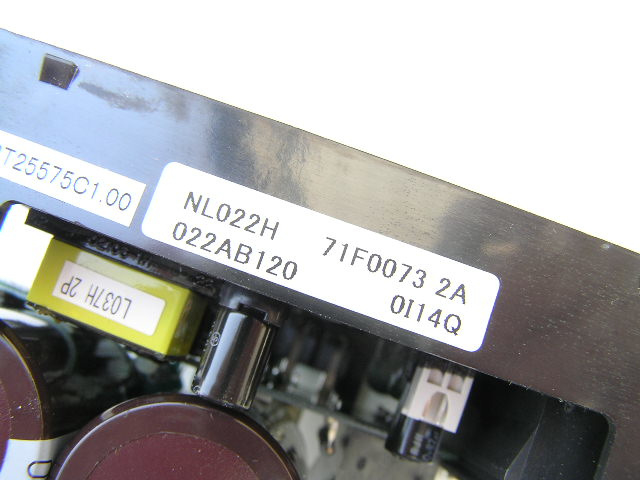 T25575C1.00
NL022H 71F0073 2A
022AB120 0I14Q
L037H 2P